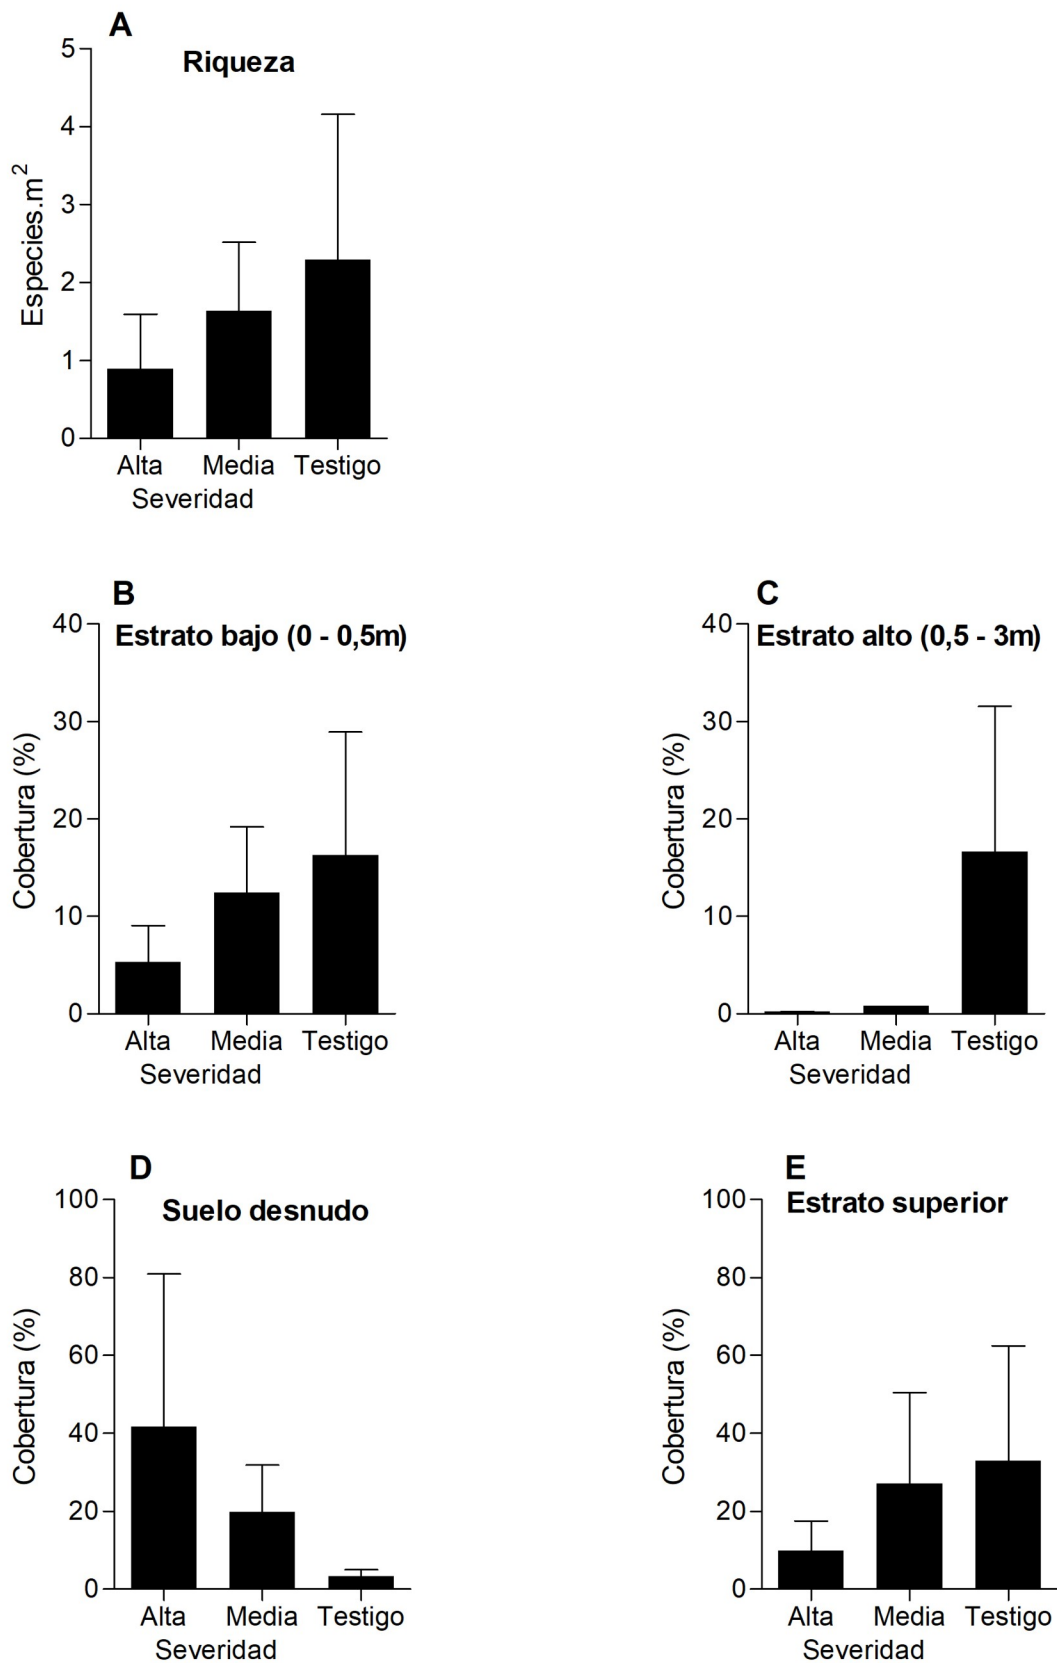 A
Riqueza
Especies.m²
5
4
3
2
1
0
Alta Media Testigo
Severidad
B
Estrato bajo (0 - 0,5m)
Cobertura (%)
40
30
20
10
0
Alta Media Testigo
Severidad
C
Estrato alto (0,5 - 3m)
Cobertura (%)
40
30
20
10
0
Alta Media Testigo
Severidad
D
Suelo desnudo
Cobertura (%)
100
80
60
40
20
0
Alta Media Testigo
Severidad
E
Estrato superior
Cobertura (%)
100
80
60
40
20
0
Alta Media Testigo
Severidad